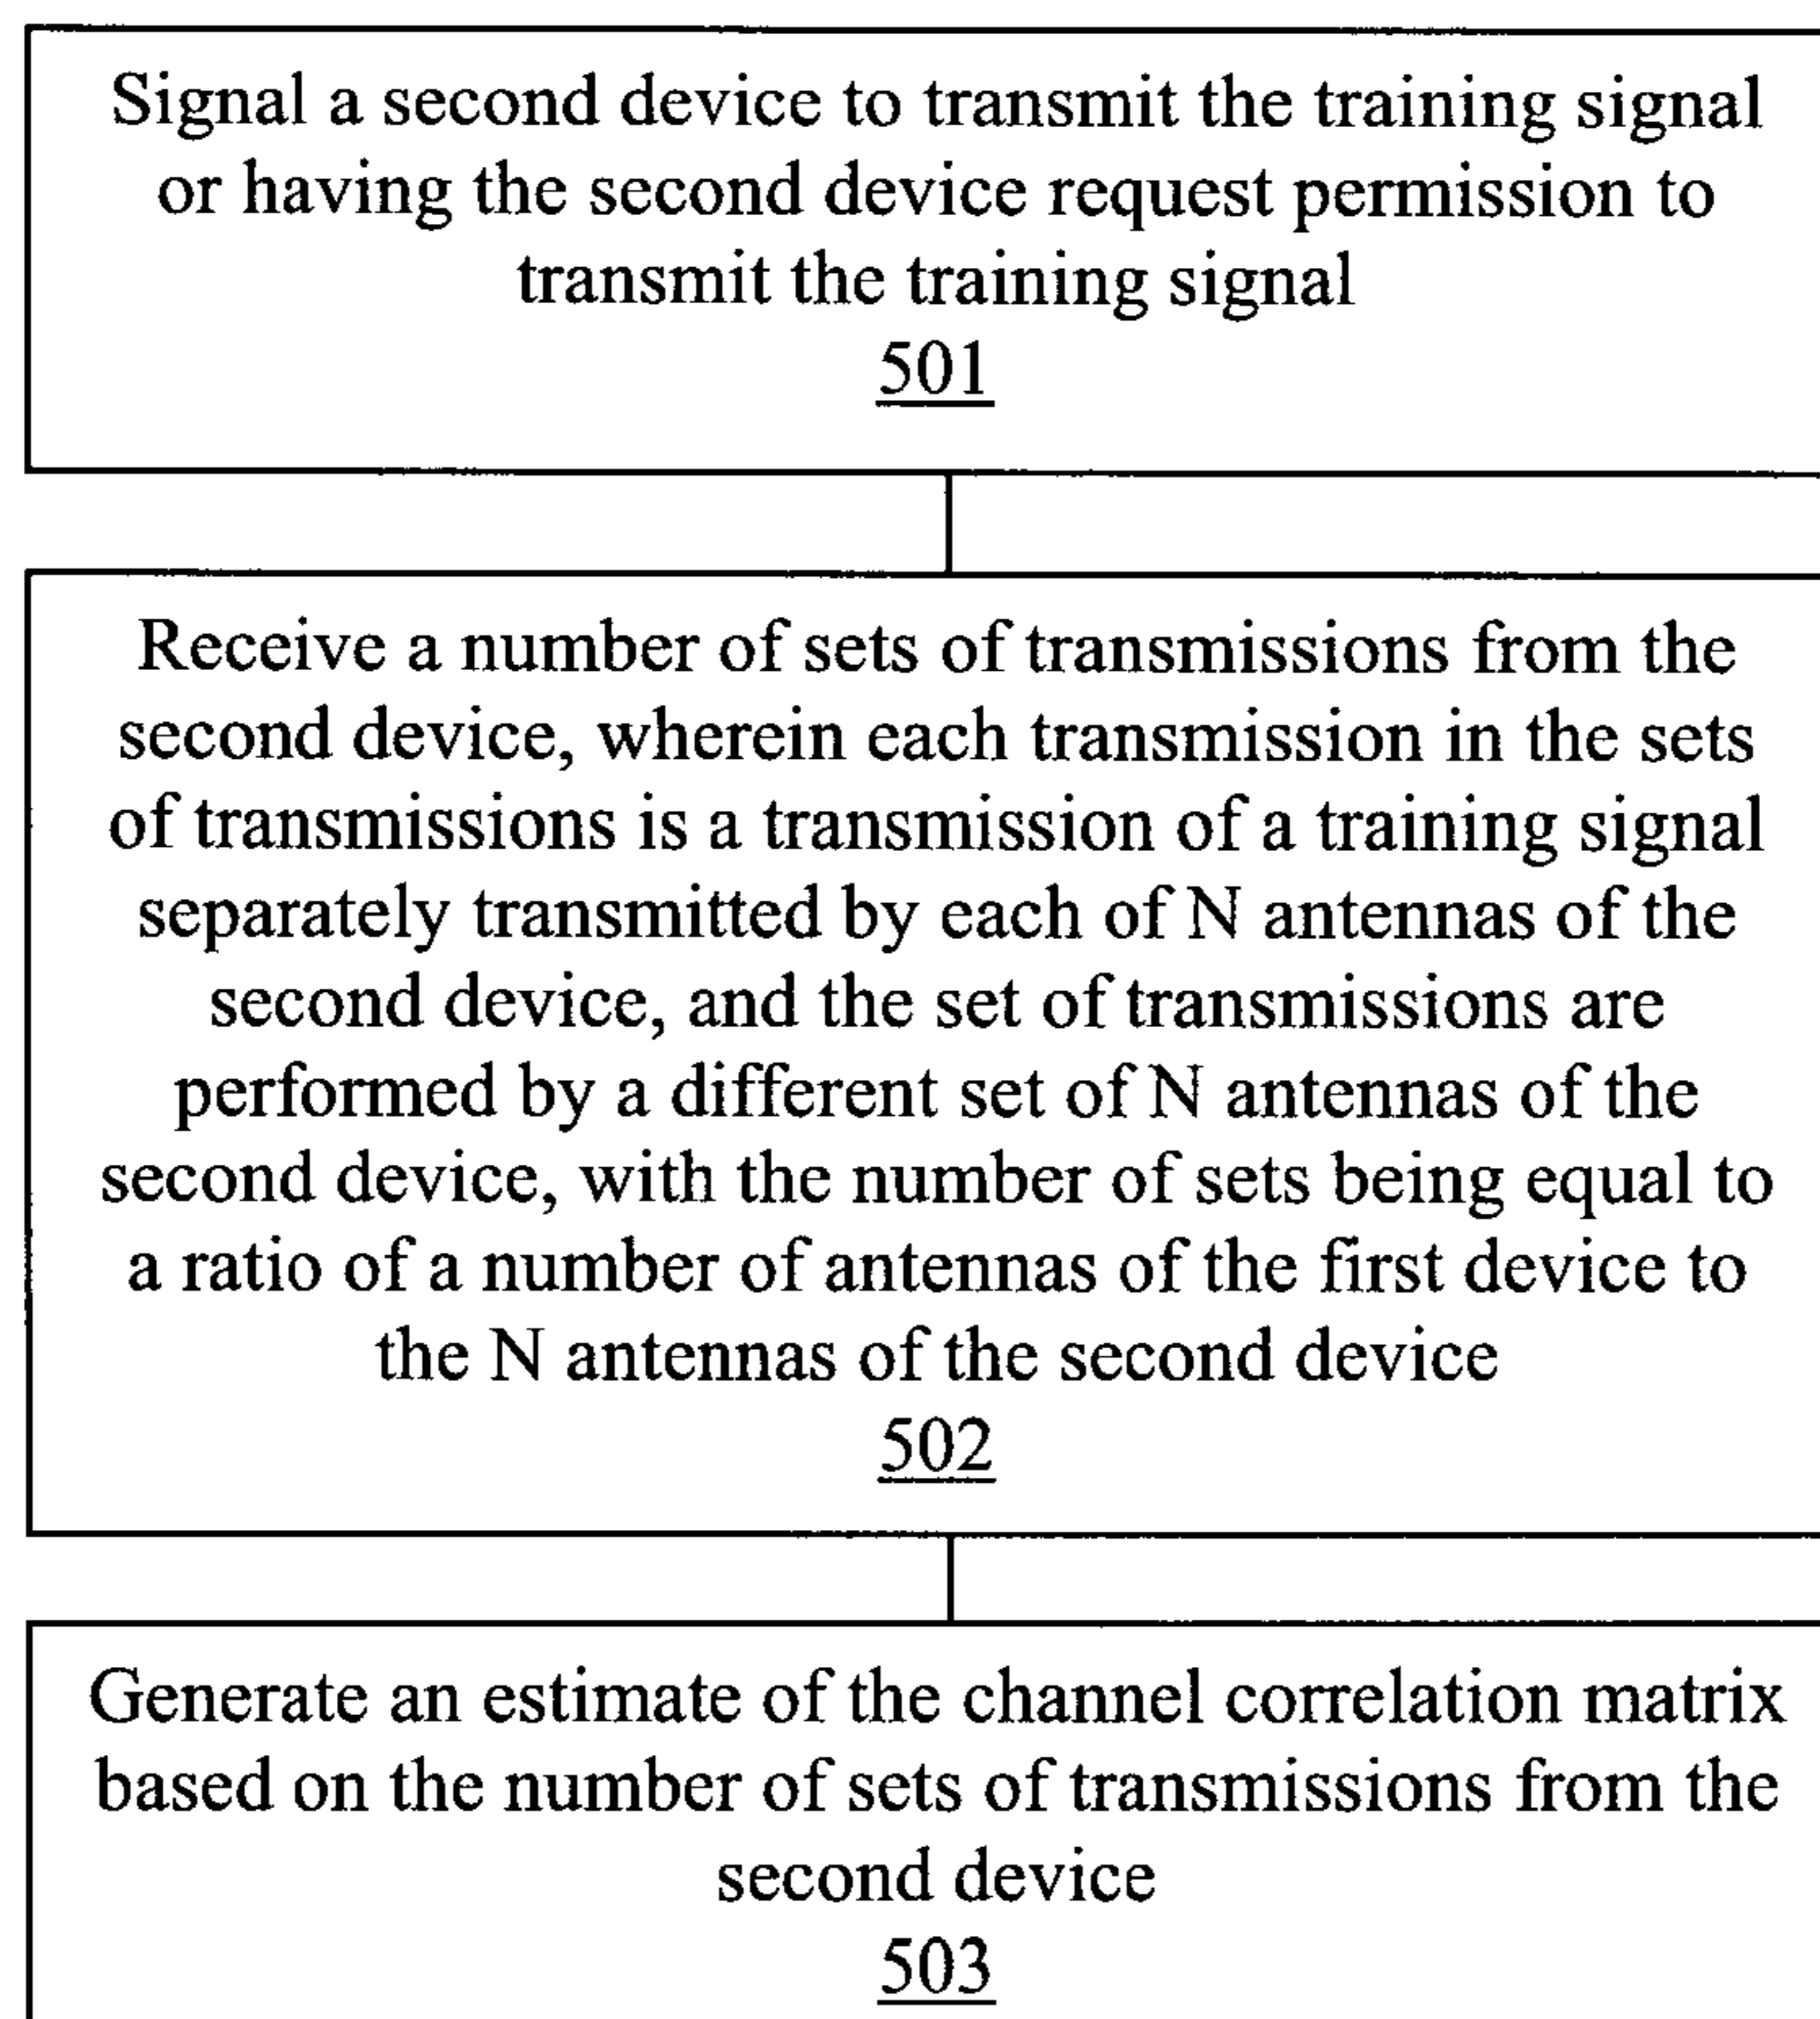 Signal a second device to transmit the training signal
or having the second device request permission to
transmit the training signal
501
Receive a number of sets of transmissions from the
second device, wherein each transmission in the sets
of transmissions is a transmission of a training signal
separately transmitted by each of N antennas of the
second device, and the set of transmissions are
performed by a different set of N antennas of the
second device, with the number of sets being equal to
a ratio of a number of antennas of the first device to
the N antennas of the second device
502
Generate an estimate of the channel correlation matrix
based on the number of sets of transmissions from the
second device
503